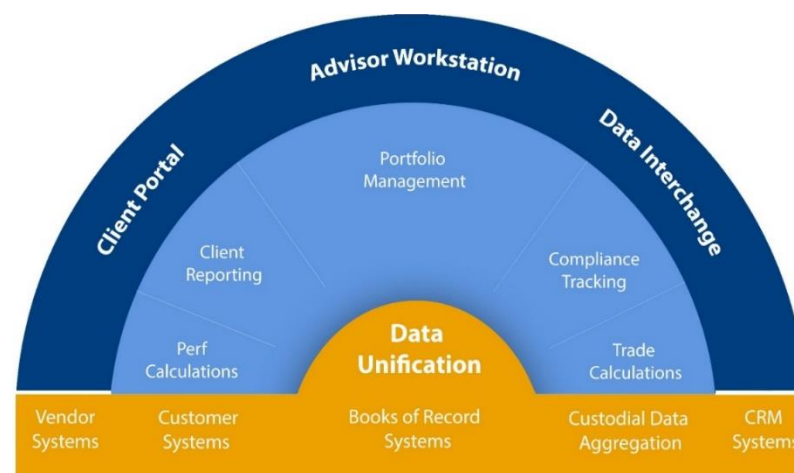 Advisor Workstation
Client Portal
Data Interchange
Portfolio
Management
Client
Reporting
Compliance
Tracking
Perf
Calculations
Data
Unification
Trade
Calculations
Vendor
Systems
Customer
Systems
Books of Record
Systems
Custodial Data
Aggregation
CRM
Systems